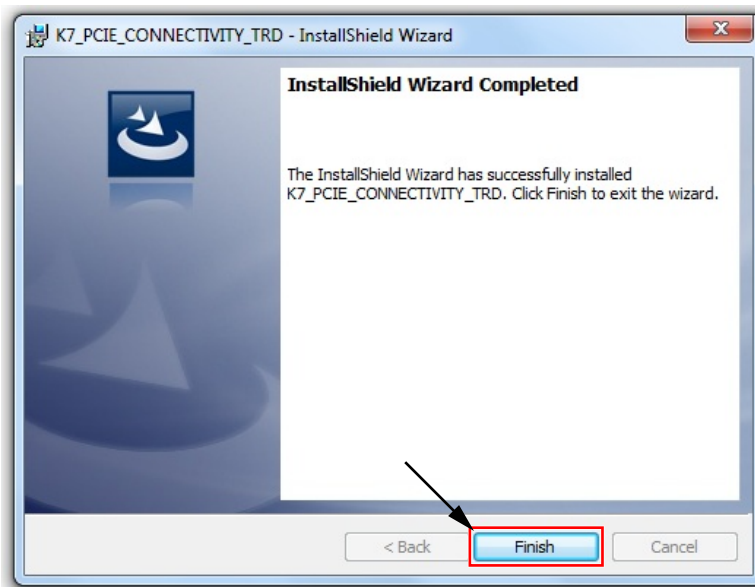 K7_PCIE_CONNECTIVITY_TRD - InstallShield Wizard
InstallShield Wizard Completed
The InstallShield Wizard has successfully installed
K7_PCIE_CONNECTIVITY_TRD. Click Finish to exit the wizard.
< Back
Finish
Cancel